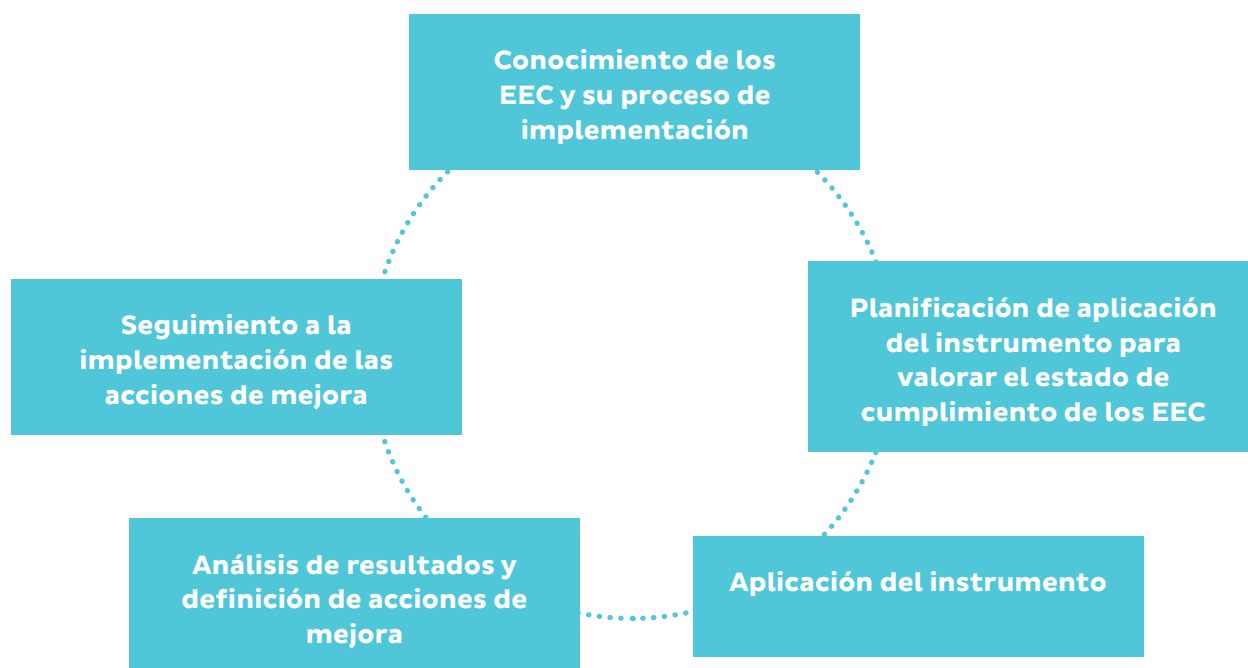 Conocimiento de los
EEC y su proceso de
implementación
Planificación de aplicación
del instrumento para
valorar el estado de
cumplimiento de los EEC
Aplicación del instrumento
Análisis de resultados y
definición de acciones de
mejora
Seguimiento a la
implementación de las
acciones de mejora